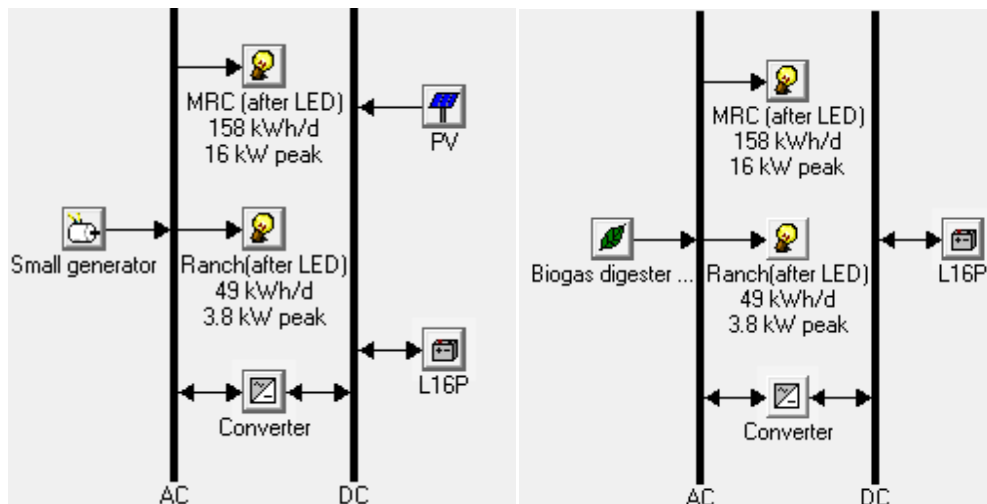 MRC (after LED)
158 kWh/d
16 kW peak
PV
Small generator
Ranch(after LED)
49 kWh/d
3.8 kW peak
L16P
Converter
AC
DC
MRC (after LED)
158 kWh/d
16 kW peak
Biogas digester ...
Ranch(after LED)
49 kWh/d
3.8 kW peak
L16P
Converter
AC
DC